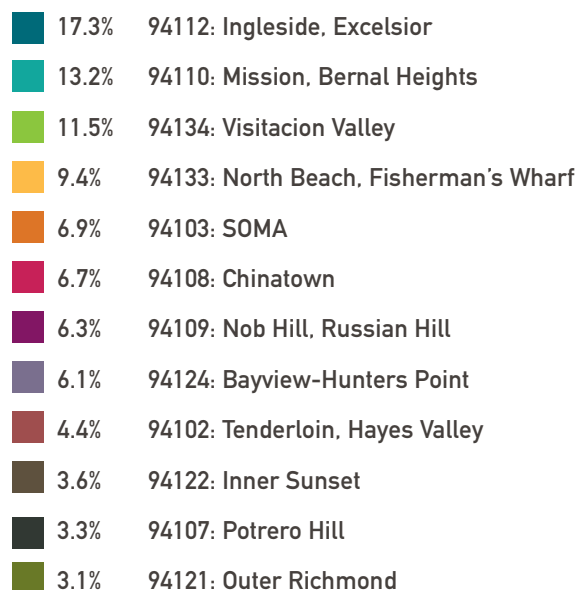 17.3% 94112: Ingleside, Excelsior
13.2% 94110: Mission, Bernal Heights
11.5% 94134: Visitacion Valley
9.4% 94133: North Beach, Fisherman’s Wharf
6.9% 94103: SOMA
6.7% 94108: Chinatown
6.3% 94109: Nob Hill, Russian Hill
6.1% 94124: Bayview-Hunters Point
4.4% 94102: Tenderloin, Hayes Valley
3.6% 94122: Inner Sunset
3.3% 94107: Potrero Hill
3.1% 94121: Outer Richmond